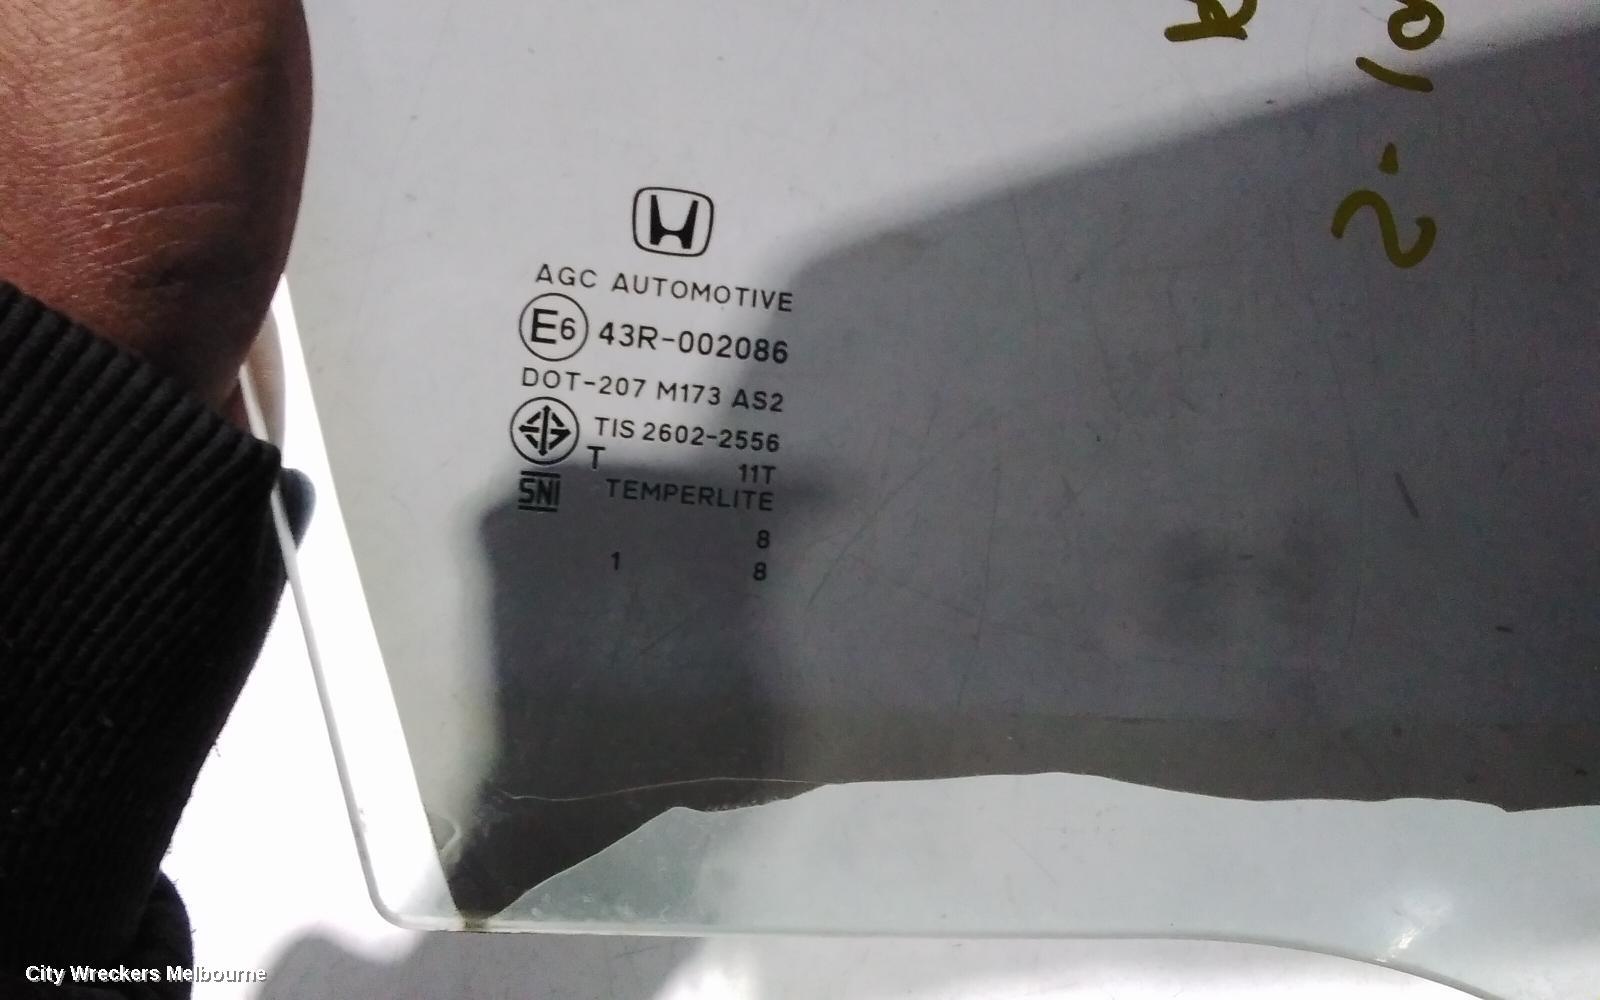 AGC AUTOMOTIVE
E6 43R-002086
DOT-207 M173 AS2
TIS 2602-2556
T 11T
SNI TEMPERLITE
8
1 8
City Wreckers Melbourne